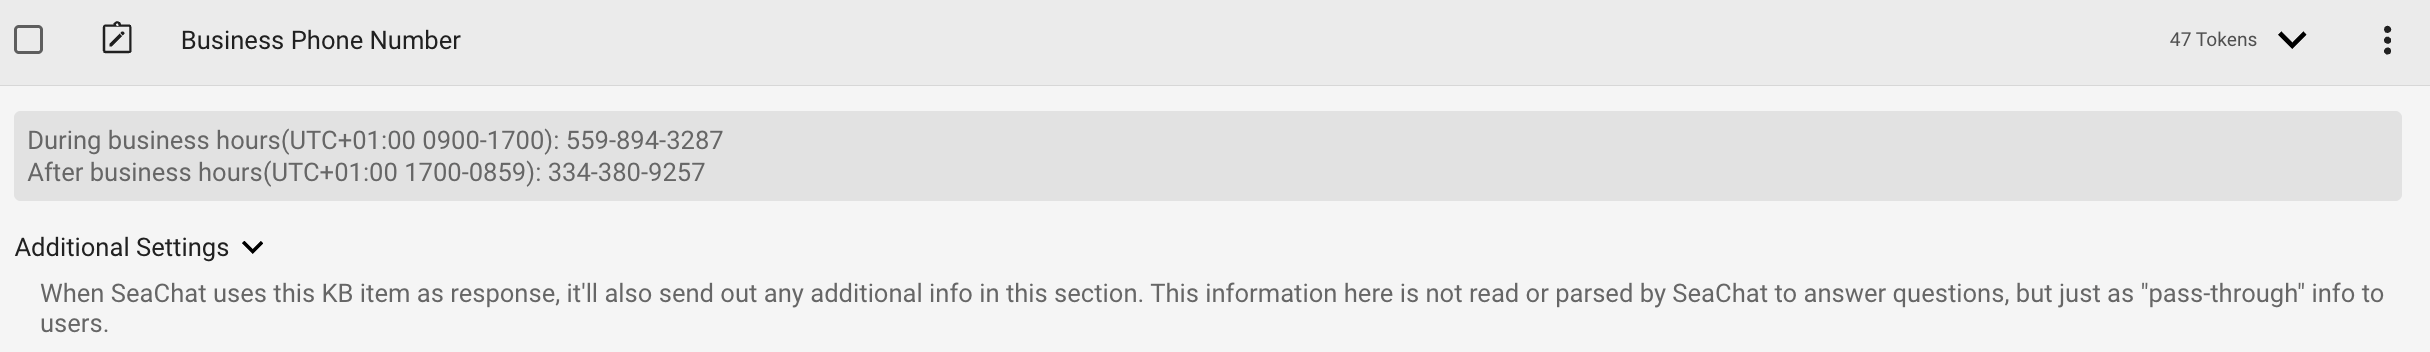 Business Phone Number
47 Tokens
During business hours(UTC+01:00 0900-1700): 559-894-3287
After business hours(UTC+01:00 1700-0859): 334-380-9257
Additional Settings
When SeaChat uses this KB item as response, it'll also send out any additional info in this section. This information here is not read or parsed by SeaChat to answer questions, but just as "pass-through" info to
users.